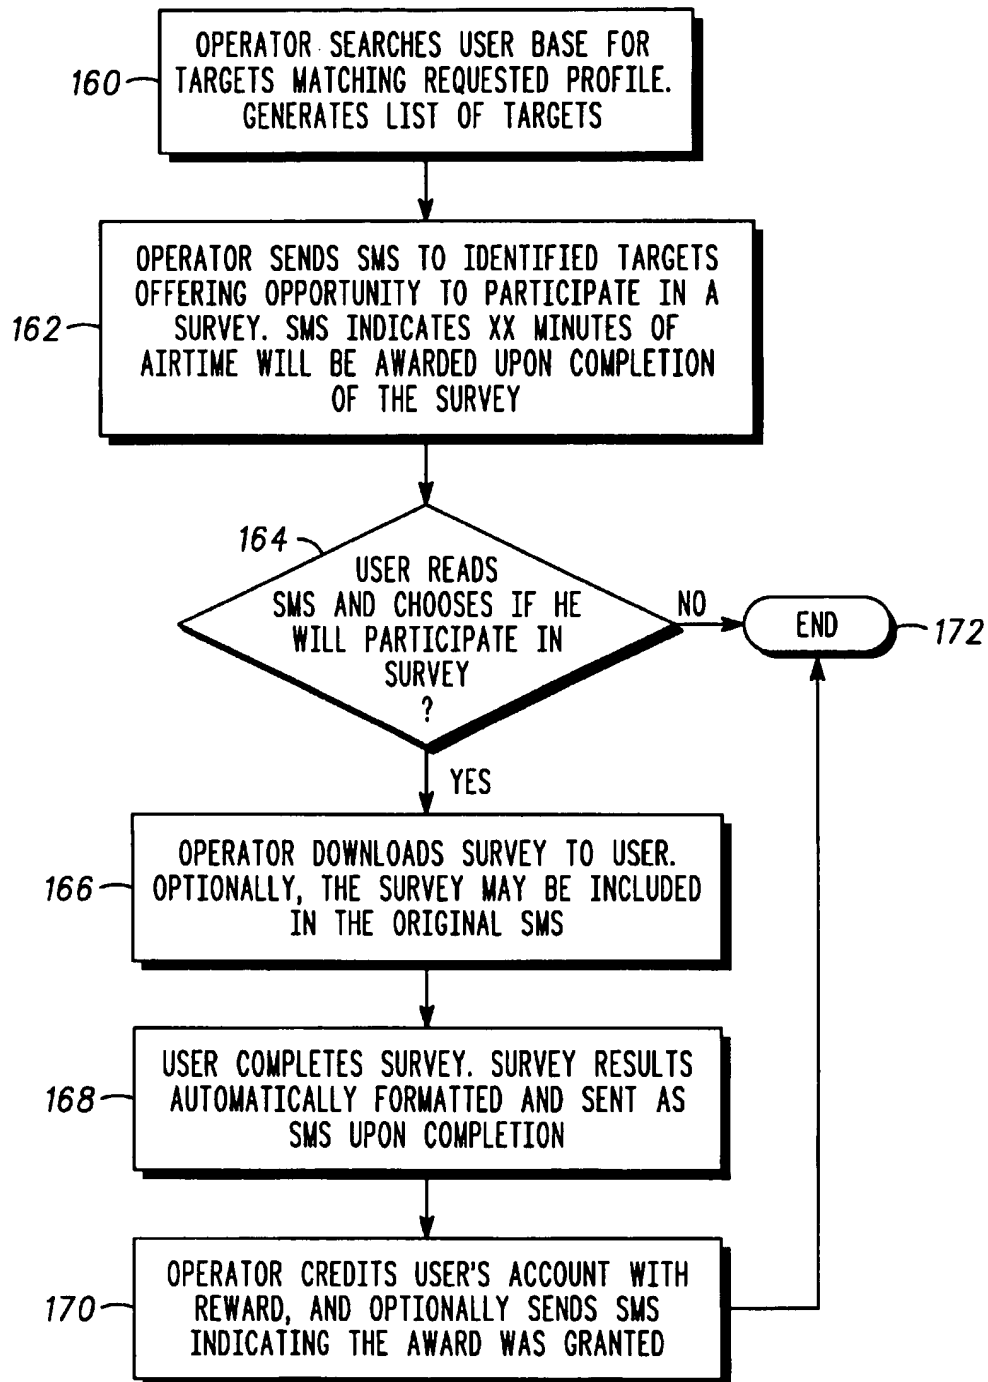 160
OPERATOR SEARCHES USER BASE FOR
TARGETS MATCHING REQUESTED PROFILE.
GENERATES LIST OF TARGETS
162
OPERATOR SENDS SMS TO IDENTIFIED TARGETS
OFFERING OPPORTUNITY TO PARTICIPATE IN A
SURVEY. SMS INDICATES XX MINUTES OF
AIRTIME WILL BE AWARDED UPON COMPLETION
OF THE SURVEY
164
USER READS
SMS AND CHOOSES IF HE
WILL PARTICIPATE IN
SURVEY
?
NO
END
172
YES
166
OPERATOR DOWNLOADS SURVEY TO USER.
OPTIONALLY, THE SURVEY MAY BE INCLUDED
IN THE ORIGINAL SMS
168
USER COMPLETES SURVEY. SURVEY RESULTS
AUTOMATICALLY FORMATTED AND SENT AS
SMS UPON COMPLETION
170
OPERATOR CREDITS USER'S ACCOUNT WITH
REWARD, AND OPTIONALLY SENDS SMS
INDICATING THE AWARD WAS GRANTED